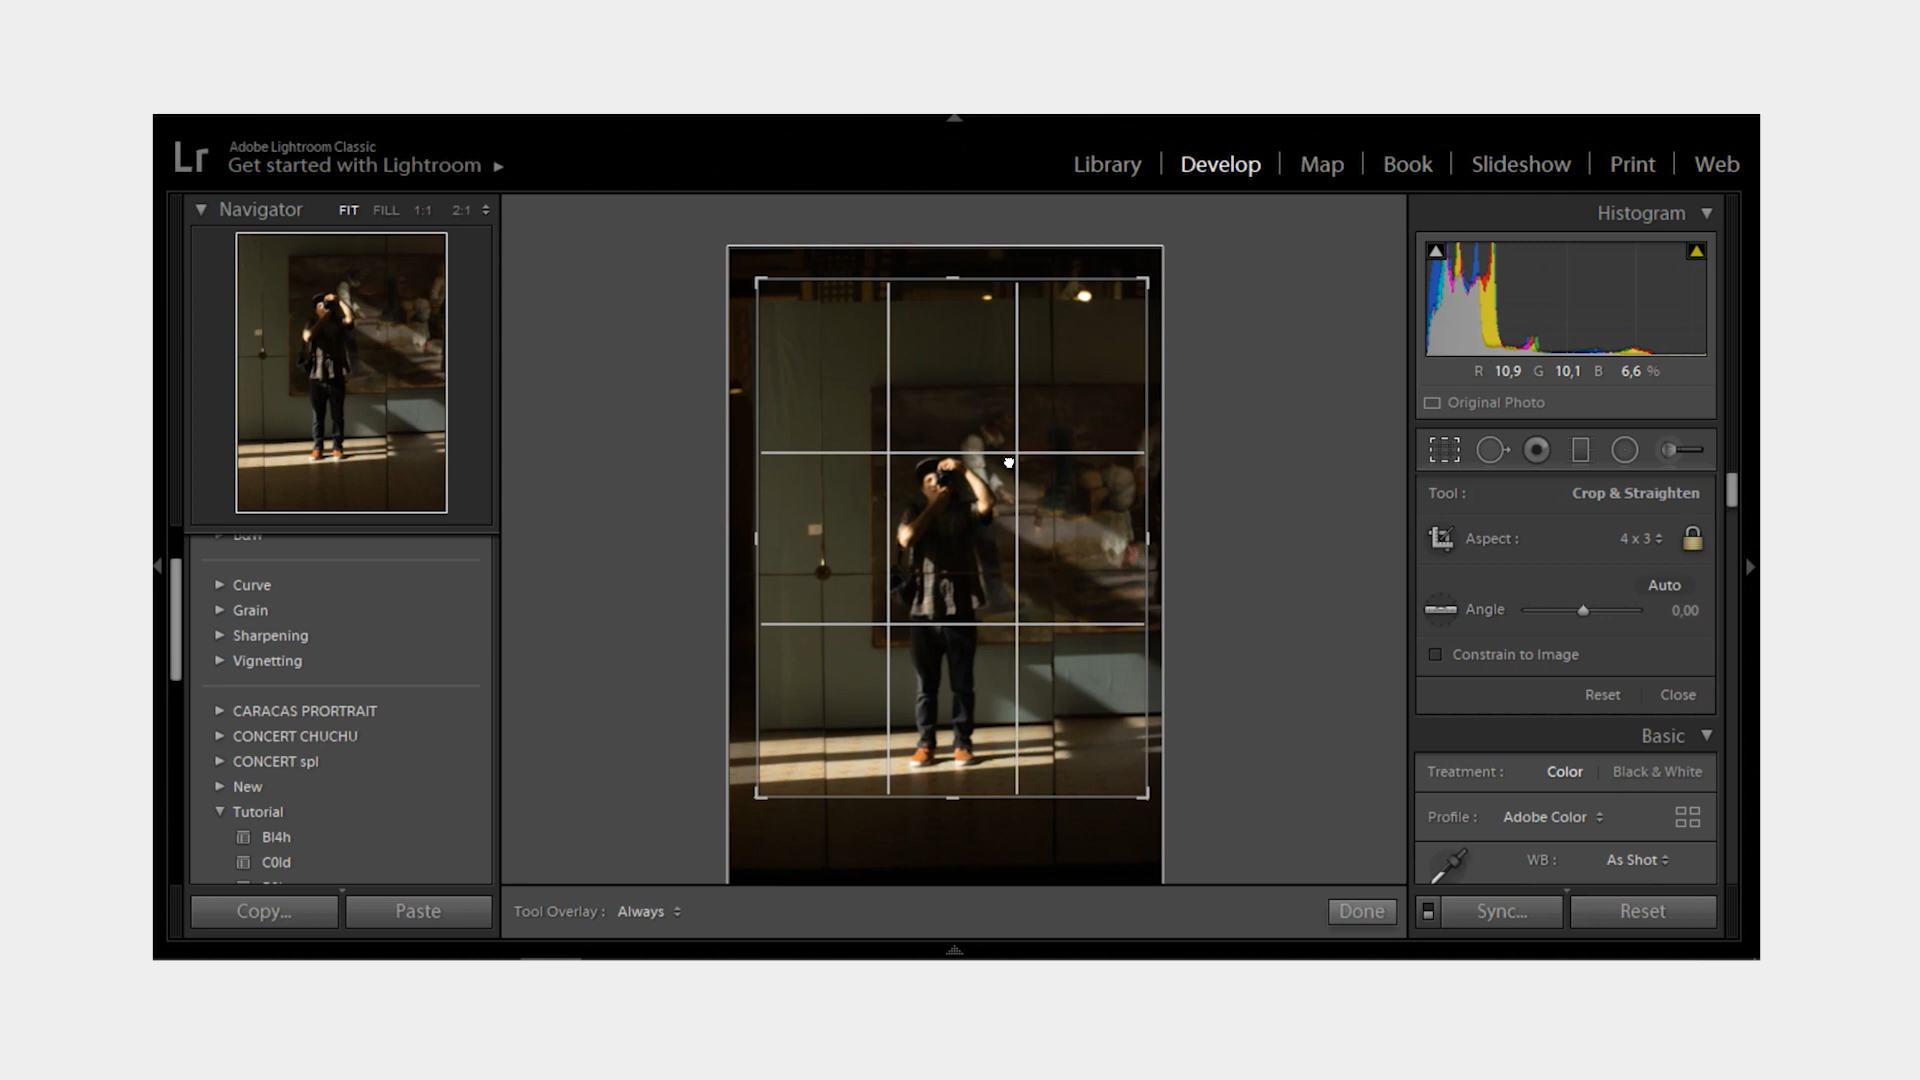 Lr
Adobe Lightroom Classic
Get started with Lightroom
Library | Develop | Map | Book | Slideshow | Print | Web
Navigator FIT FILL 1:1 2:1
Curve
Grain
Sharpening
Vignetting
CARACAS PRORTRAIT
CONCERT CHUCHU
CONCERT spl
New
Tutorial
Bl4h
C0ld
Copy...
Paste
Tool Overlay : Always
Done
Histogram
R 10,9 G 10,1 B 6,6 %
Original Photo
Tool : Crop & Straighten
Aspect : 4 x 3
Auto
Angle 0,00
Constrain to Image
Reset Close
Basic
Treatment : Color | Black & White
Profile : Adobe Color
WB : As Shot
Sync...
Reset